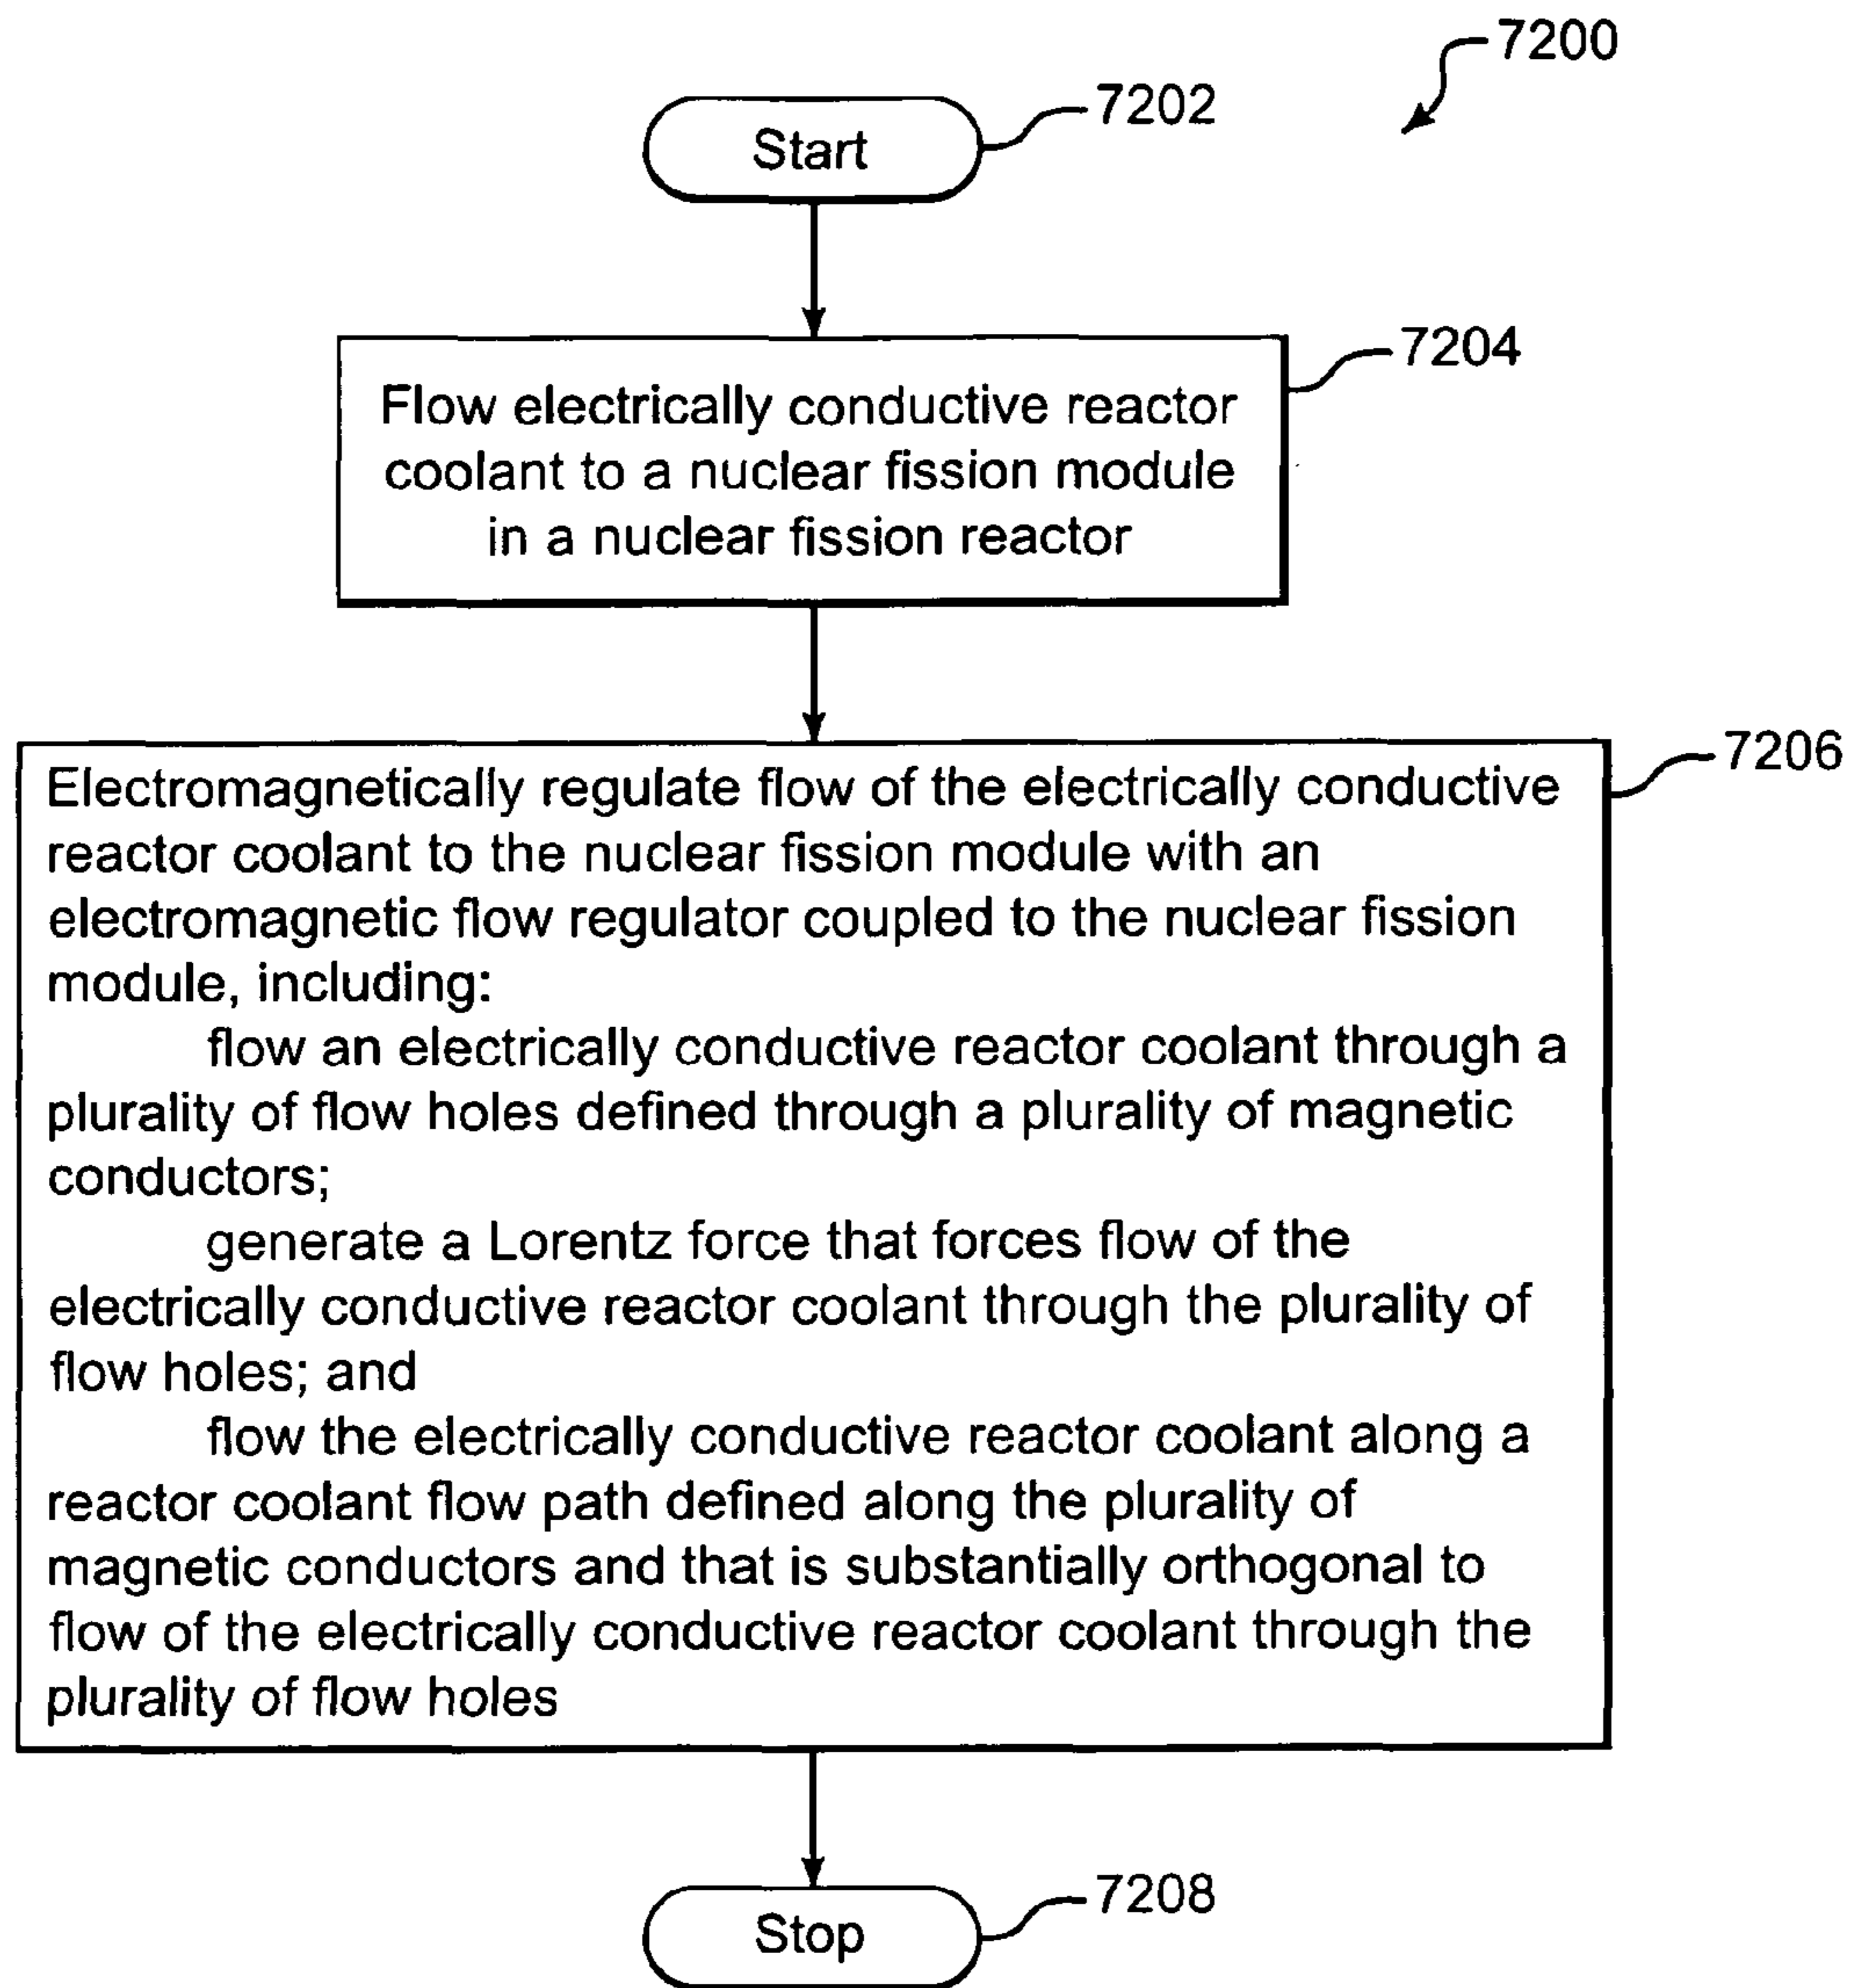 7200
7202
Start
7204
Flow electrically conductive reactor
coolant to a nuclear fission module
in a nuclear fission reactor
7206
Electromagnetically regulate flow of the electrically conductive
reactor coolant to the nuclear fission module with an
electromagnetic flow regulator coupled to the nuclear fission
module, including:
flow an electrically conductive reactor coolant through a
plurality of flow holes defined through a plurality of magnetic
conductors;
generate a Lorentz force that forces flow of the
electrically conductive reactor coolant through the plurality of
flow holes; and
flow the electrically conductive reactor coolant along a
reactor coolant flow path defined along the plurality of
magnetic conductors and that is substantially orthogonal to
flow of the electrically conductive reactor coolant through the
plurality of flow holes
7208
Stop